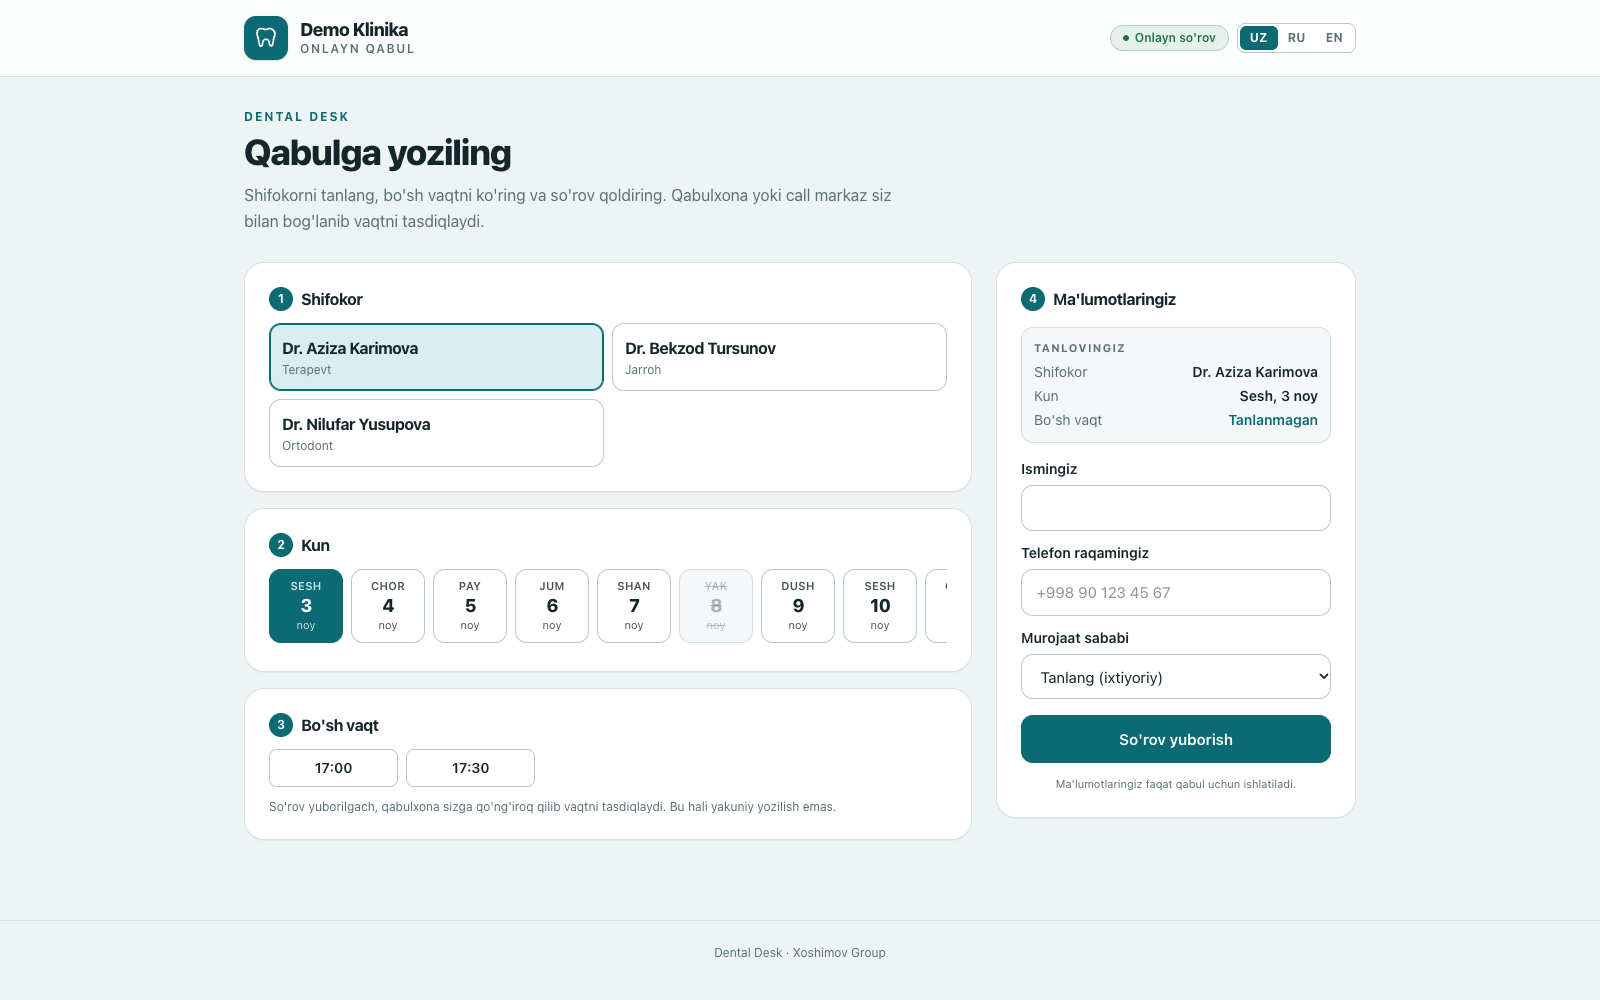 Demo Klinika
ONLAYN QABUL
Onlayn so'rov
UZ RU EN
DENTAL DESK
Qabulga yoziling
Shifokorni tanlang, bo'sh vaqtni ko'ring va so'rov qoldiring. Qabulxona yoki call markaz siz
bilan bog'lanib vaqtni tasdiqlaydi.
1 Shifokor
Dr. Aziza Karimova
Terapevt
Dr. Bekzod Tursunov
Jarroh
Dr. Nilufar Yusupova
Ortodont
2 Kun
SESH 3 noy
CHOR 4 noy
PAY 5 noy
JUM 6 noy
SHAN 7 noy
YAK 8 noy
DUSH 9 noy
SESH 10 noy
3 Bo'sh vaqt
17:00 17:30
So'rov yuborilgach, qabulxona sizga qo'ng'iroq qilib vaqtni tasdiqlaydi. Bu hali yakuniy yozilish emas.
4 Ma'lumotlaringiz
TANLOVINGIZ
Shifokor Dr. Aziza Karimova
Kun Sesh, 3 noy
Bo'sh vaqt Tanlanmagan
Ismingiz
Telefon raqamingiz
+998 90 123 45 67
Murojaat sababi
Tanlang (ixtiyoriy)
So'rov yuborish
Ma'lumotlaringiz faqat qabul uchun ishlatiladi.
Dental Desk · Xoshimov Group